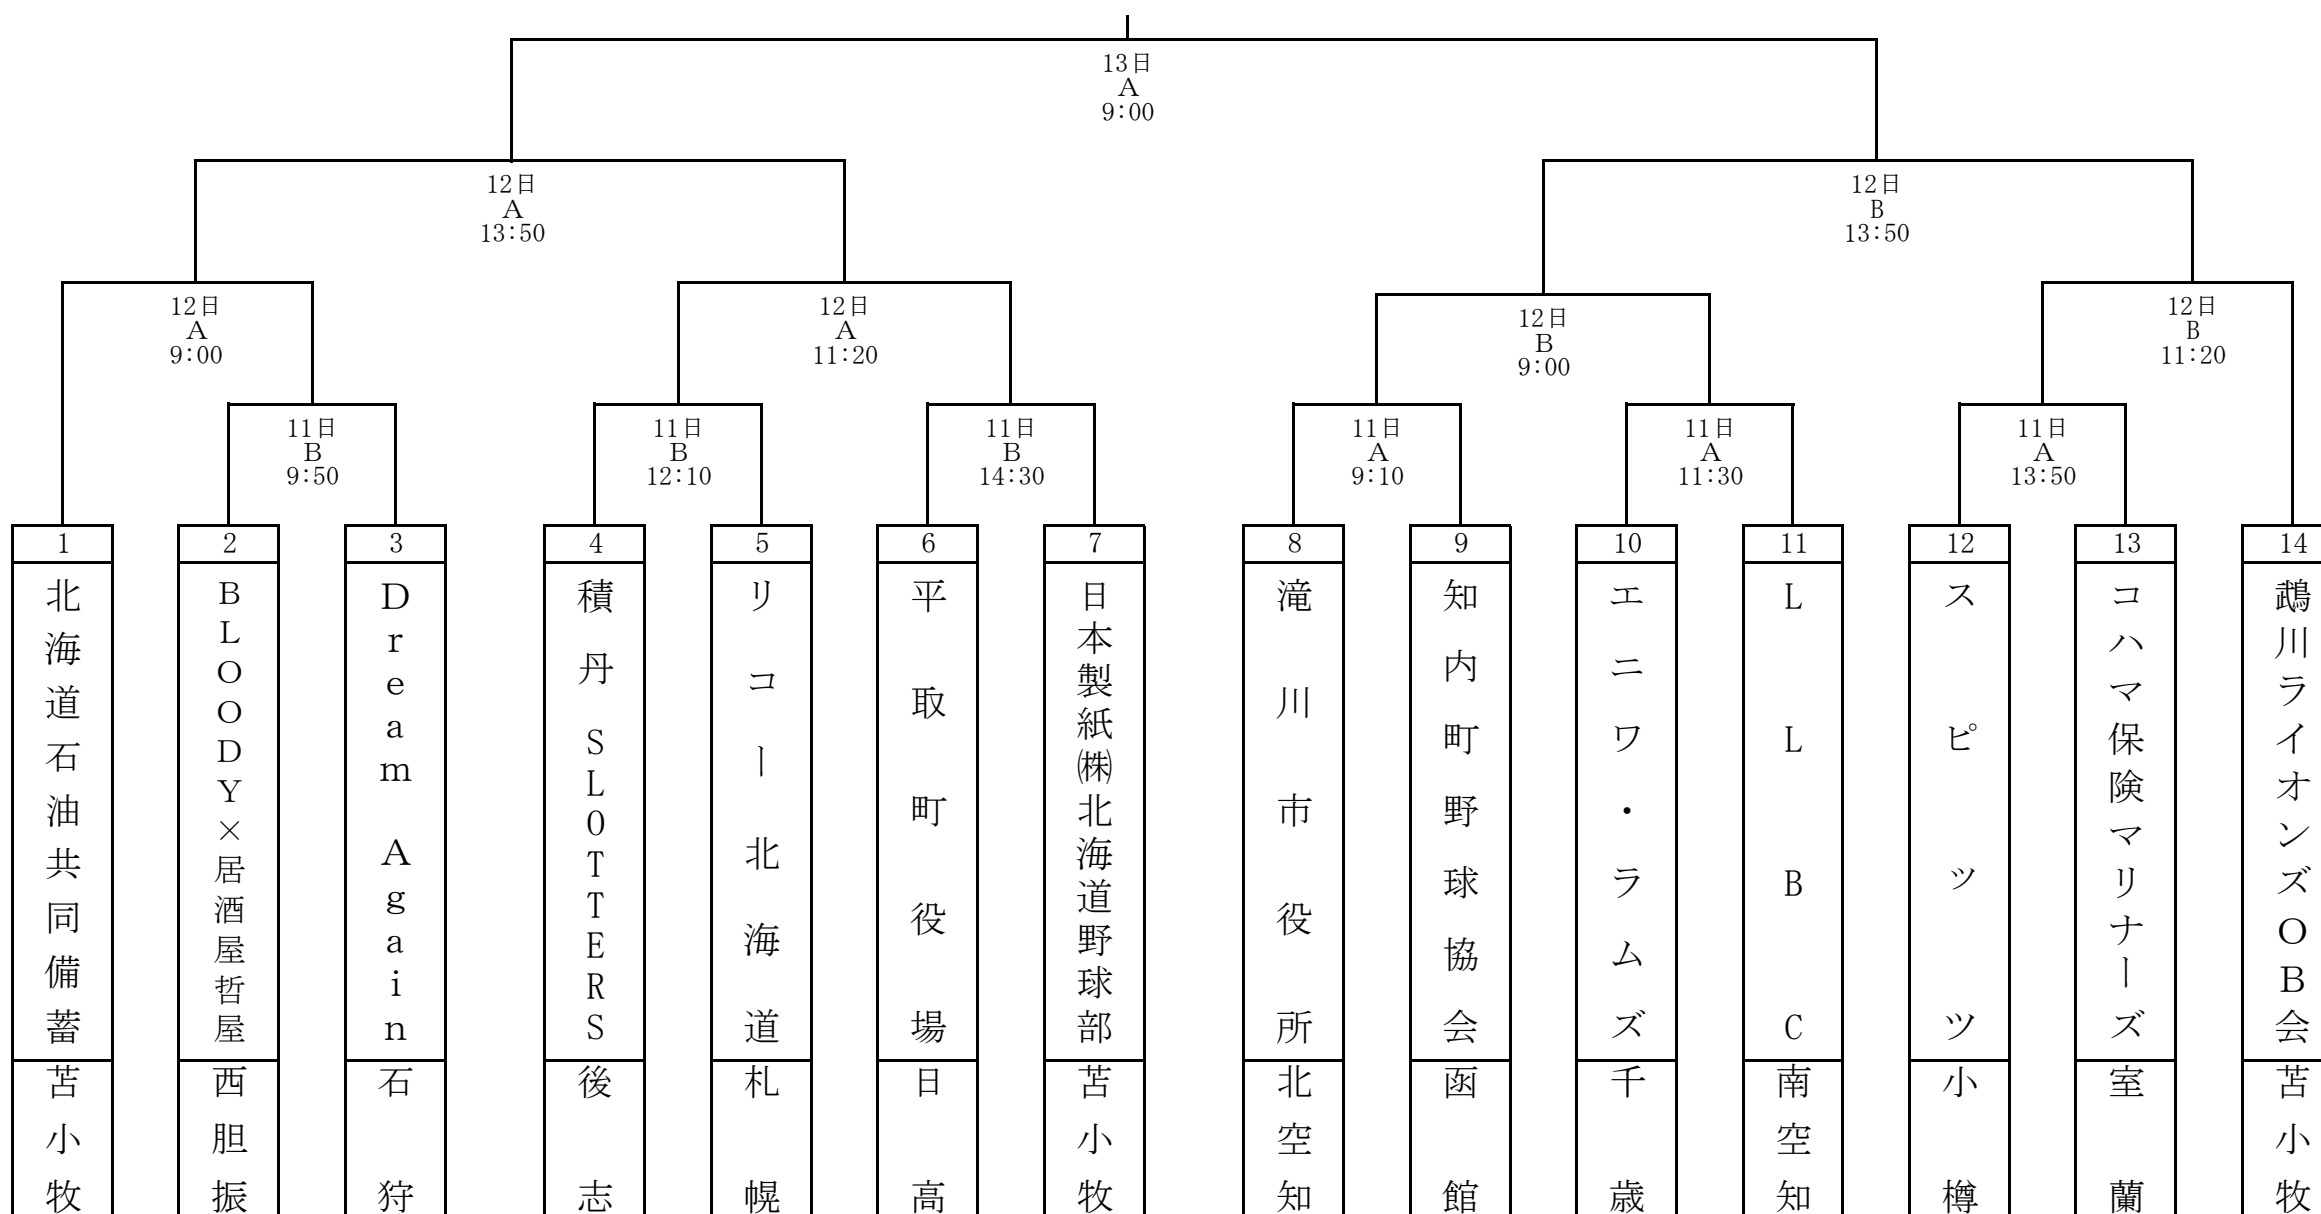 13日
A
9:00
12日
A
13:50
12日
B
13:50
12日
A
9:00
12日
A
11:20
12日
B
9:00
12日
B
11:20
11日
B
9:50
11日
B
12:10
11日
B
14:30
11日
A
9:10
11日
A
11:30
11日
A
13:50
1
2
3
4
5
6
7
8
9
10
11
12
13
14
北海道石油共同備蓄
BLOODY×居酒屋哲屋
Dream Again
積丹 SLOTTERS
リコー北海道
平取町役場
日本製紙㈱北海道野球部
滝川市役所
知内町野球協会
エニワ・ラムズ
LLBC
スピッツ
コハマ保険マリナーズ
鵡川ライオンズOB会
苫小牧
西胆振
石狩
後志
札幌
日高
苫小牧
北空知
函館
千歳
南空知
小樽
室蘭
苫小牧